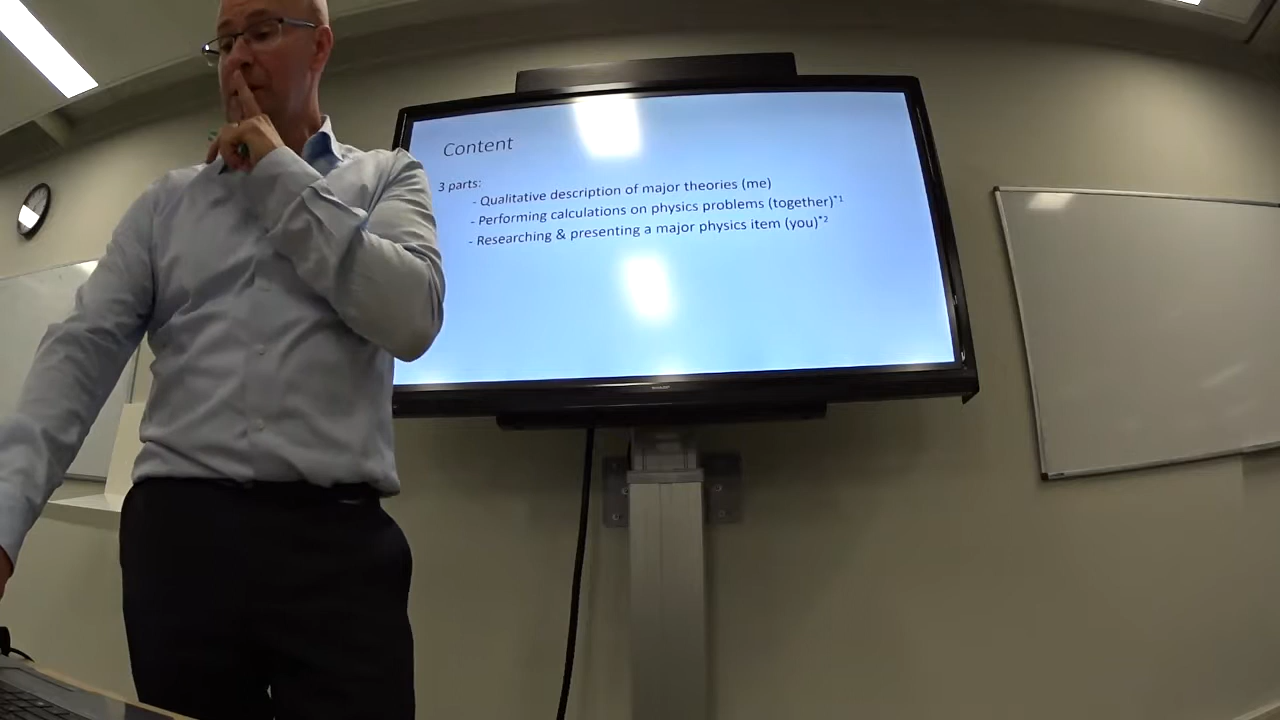 Content
3 parts:
- Qualitative description of major theories (me)
- Performing calculations on physics problems (together)*1
- Researching & presenting a major physics item (you)*2